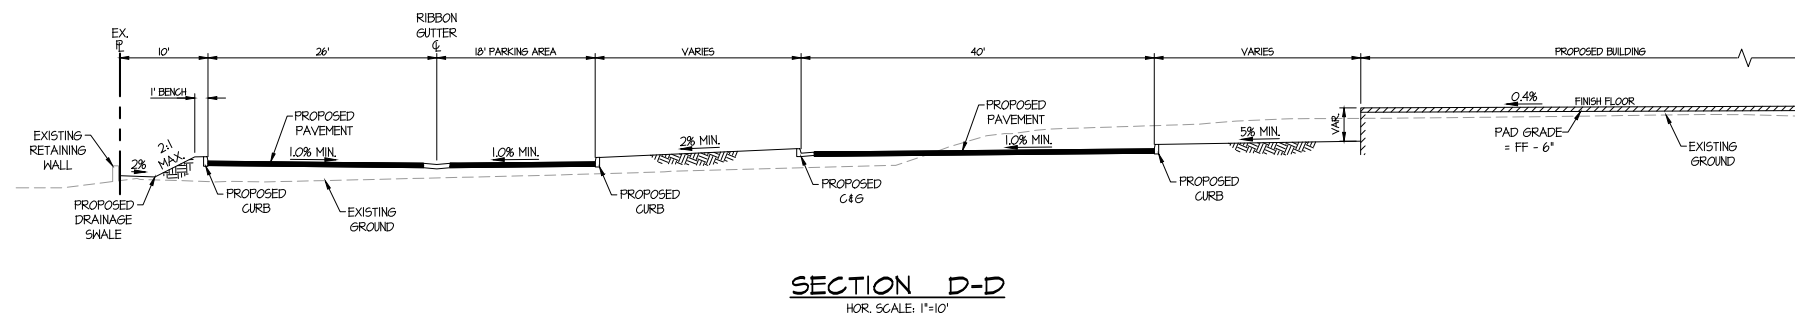 RIBBON
GUTTER
℄
EX.
℄
10'
26'
18' PARKING AREA
VARIES
40'
VARIES
PROPOSED BUILDING
1' BENCH
PROPOSED
PAVEMENT
PROPOSED
PAVEMENT
0.4%
FINISH FLOOR
EXISTING
RETAINING
WALL
2%
2:1
MAX.
1.0% MIN.
1.0% MIN.
2% MIN.
1.0% MIN.
5% MIN.
VAR.
PAD GRADE
= FF - 6"
EXISTING
GROUND
PROPOSED
DRAINAGE
SWALE
PROPOSED
CURB
EXISTING
GROUND
PROPOSED
CURB
PROPOSED
C&G
PROPOSED
CURB
SECTION D-D
HOR. SCALE: 1"=10'